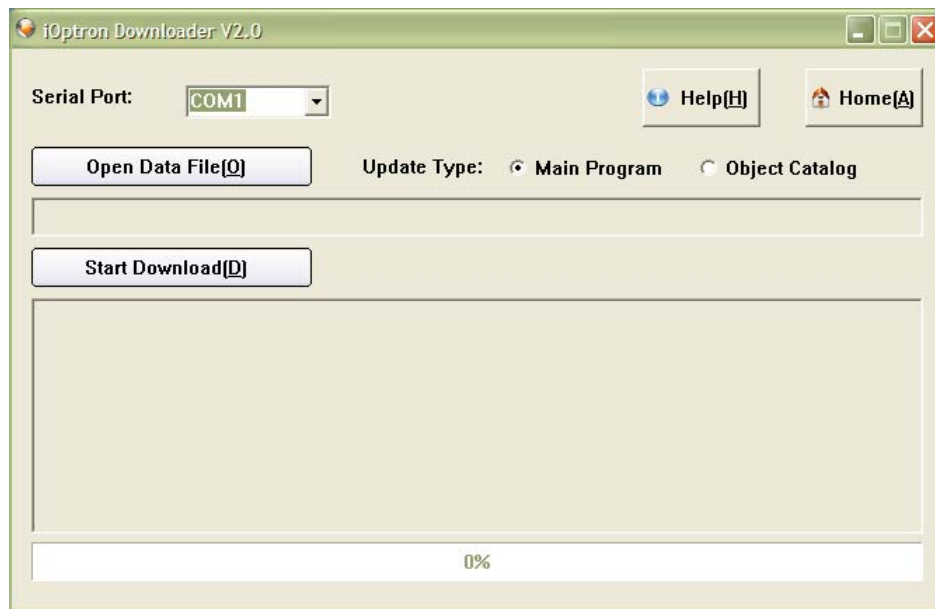 iOptron Downloader V2.0
Serial Port: COM1 Help(H) Home(A)
Open Data File(O) Update Type: Main Program Object Catalog
Start Download(D)
0%